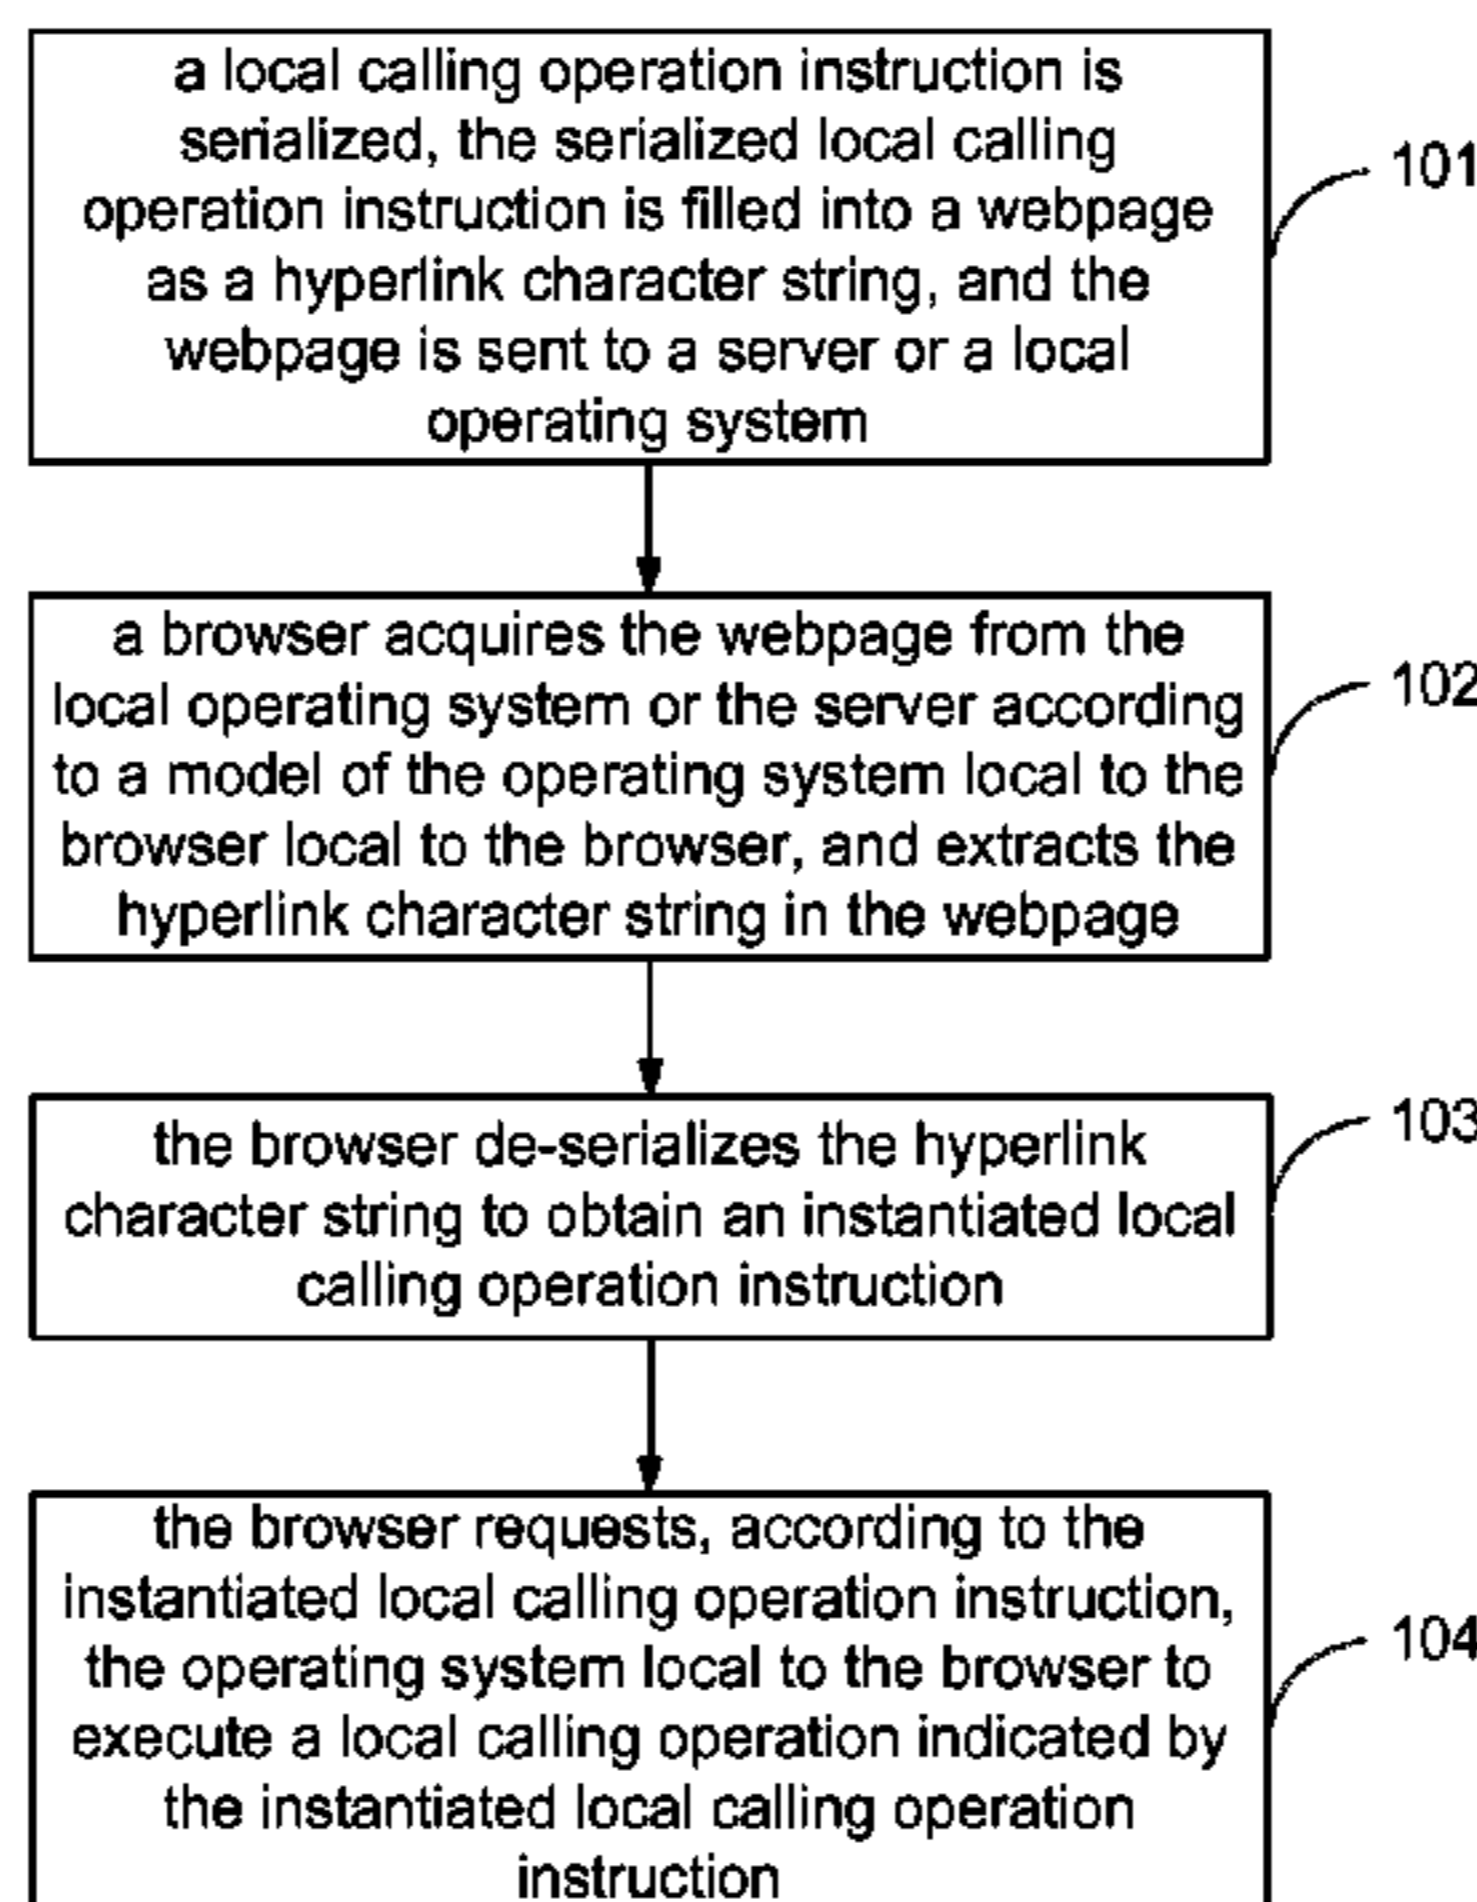 a local calling operation instruction is
serialized, the serialized local calling
operation instruction is filled into a webpage
as a hyperlink character string, and the
webpage is sent to a server or a local
operating system
101
a browser acquires the webpage from the
local operating system or the server according
to a model of the operating system local to the
browser local to the browser, and extracts the
hyperlink character string in the webpage
102
the browser de-serializes the hyperlink
character string to obtain an instantiated local
calling operation instruction
103
the browser requests, according to the
instantiated local calling operation instruction,
the operating system local to the browser to
execute a local calling operation indicated by
the instantiated local calling operation
instruction
104